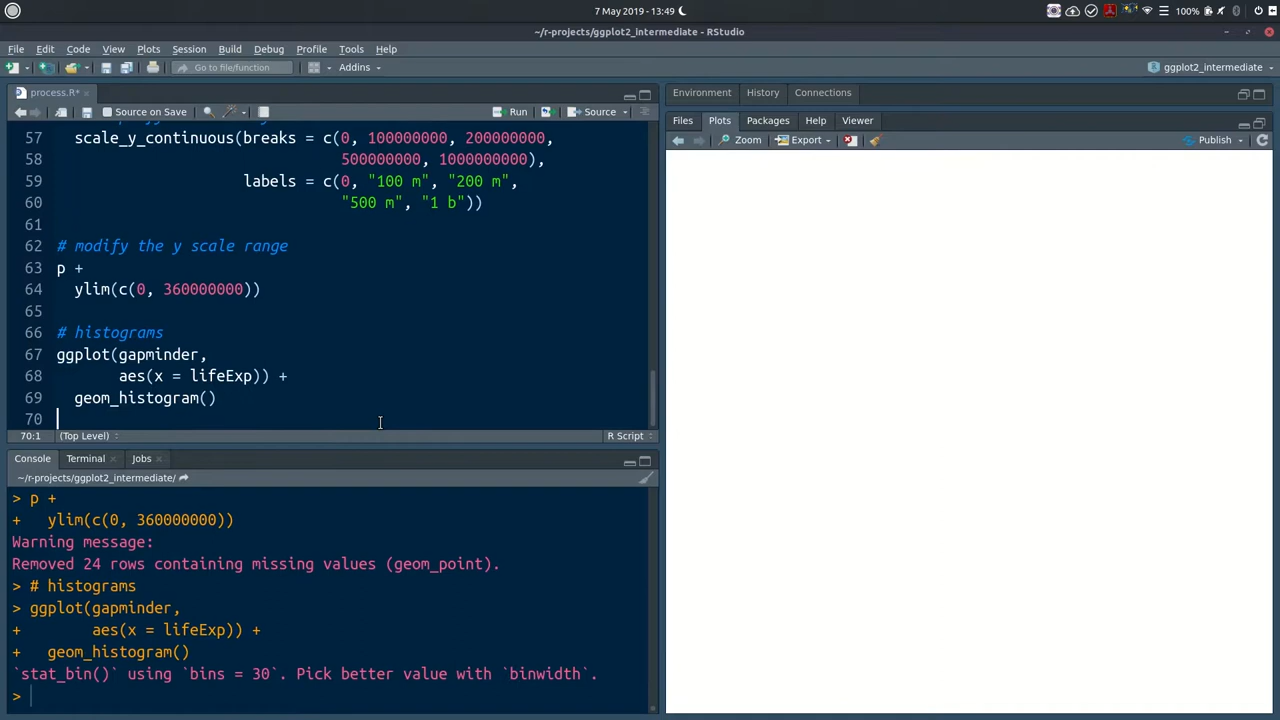 7 May 2019 - 13:49
100%
~/r-projects/ggplot2_intermediate - RStudio
File Edit Code View Plots Session Build Debug Profile Tools Help
Go to file/function Addins ggplot2_intermediate
process.R*
Source on Save Run Source
57 scale_y_continuous(breaks = c(0, 100000000, 200000000,
58 500000000, 1000000000),
59 labels = c(0, "100 m", "200 m",
60 "500 m", "1 b"))
61
62 # modify the y scale range
63 p +
64 ylim(c(0, 360000000))
65
66 # histograms
67 ggplot(gapminder,
68 aes(x = lifeExp)) +
69 geom_histogram()
70
70:1 (Top Level) R Script
Console Terminal Jobs
~/r-projects/ggplot2_intermediate/
> p +
+ ylim(c(0, 360000000))
Warning message:
Removed 24 rows containing missing values (geom_point).
> # histograms
> ggplot(gapminder,
+ aes(x = lifeExp)) +
+ geom_histogram()
`stat_bin()` using `bins = 30`. Pick better value with `binwidth`.
>
Environment History Connections
Files Plots Packages Help Viewer
Zoom Export Publish